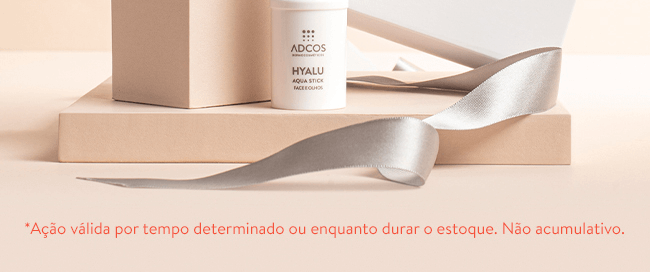 ADCOS
HYALU
AQUA STICK
FACE E OLHOS
*Ação válida por tempo determinado ou enquanto durar o estoque. Não acumulativo.